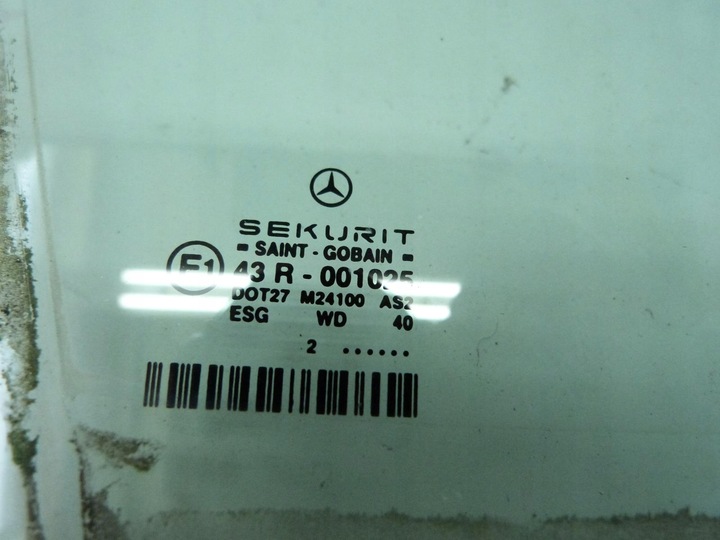 SEKURIT
= SAINT - GOBAIN =
E1 43 R - 001025
DOT27 M24100 AS2
ESG WD 40
2 ......